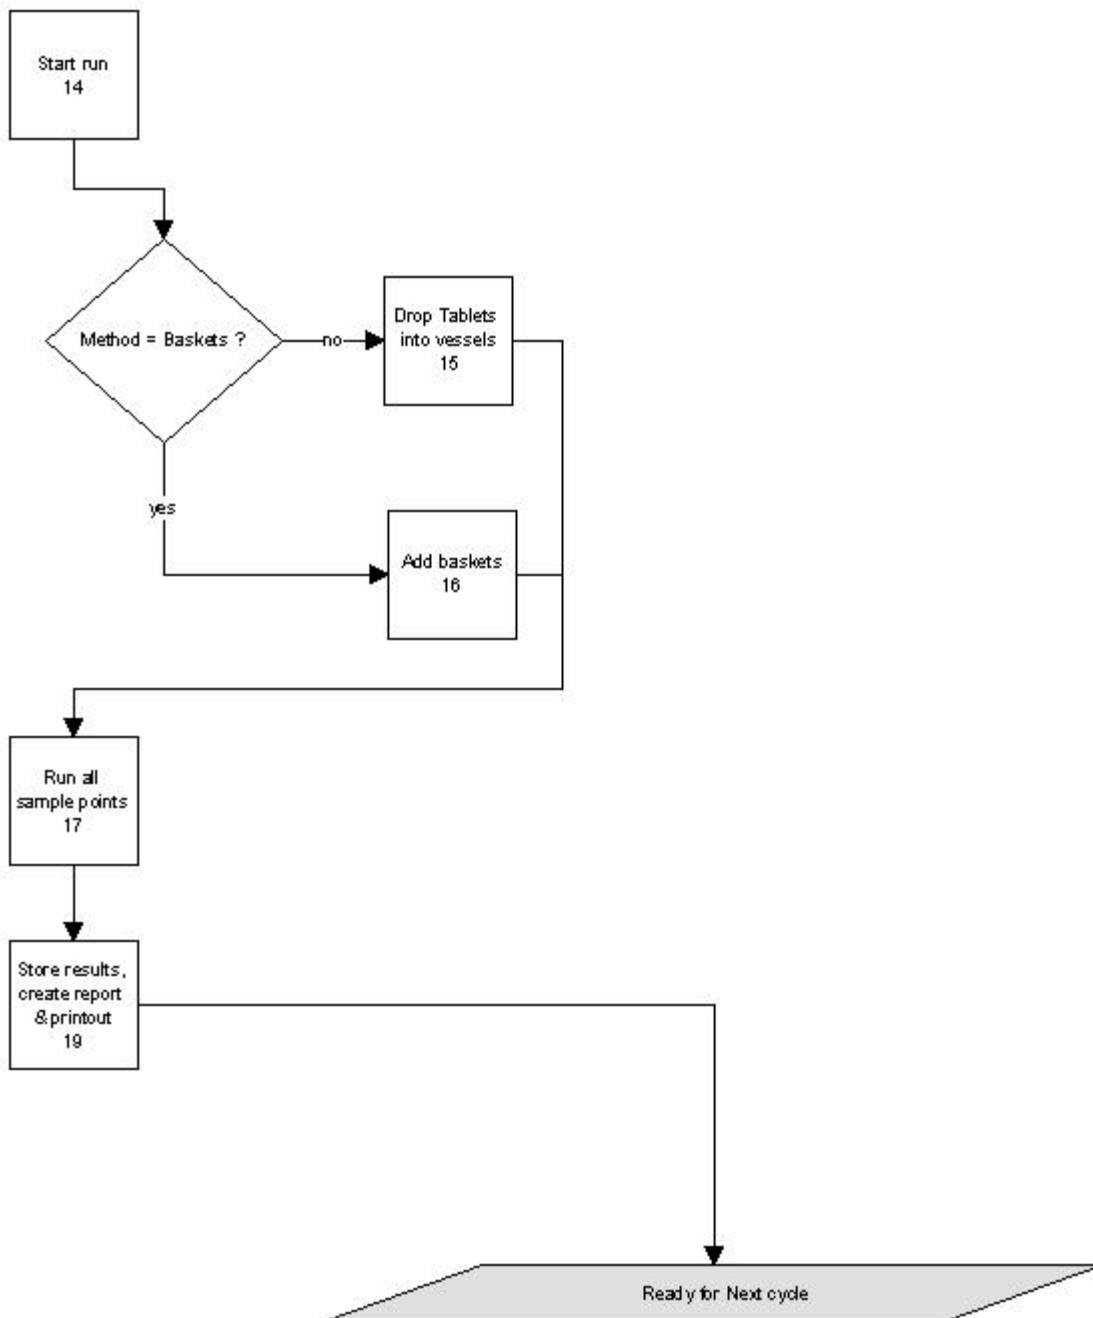 Start run
14
Method = Baskets ?
no
Drop Tablets
into vessels
15
yes
Add baskets
16
Run all
sample points
17
Store results,
create report
& printout
19
Ready for Next cycle